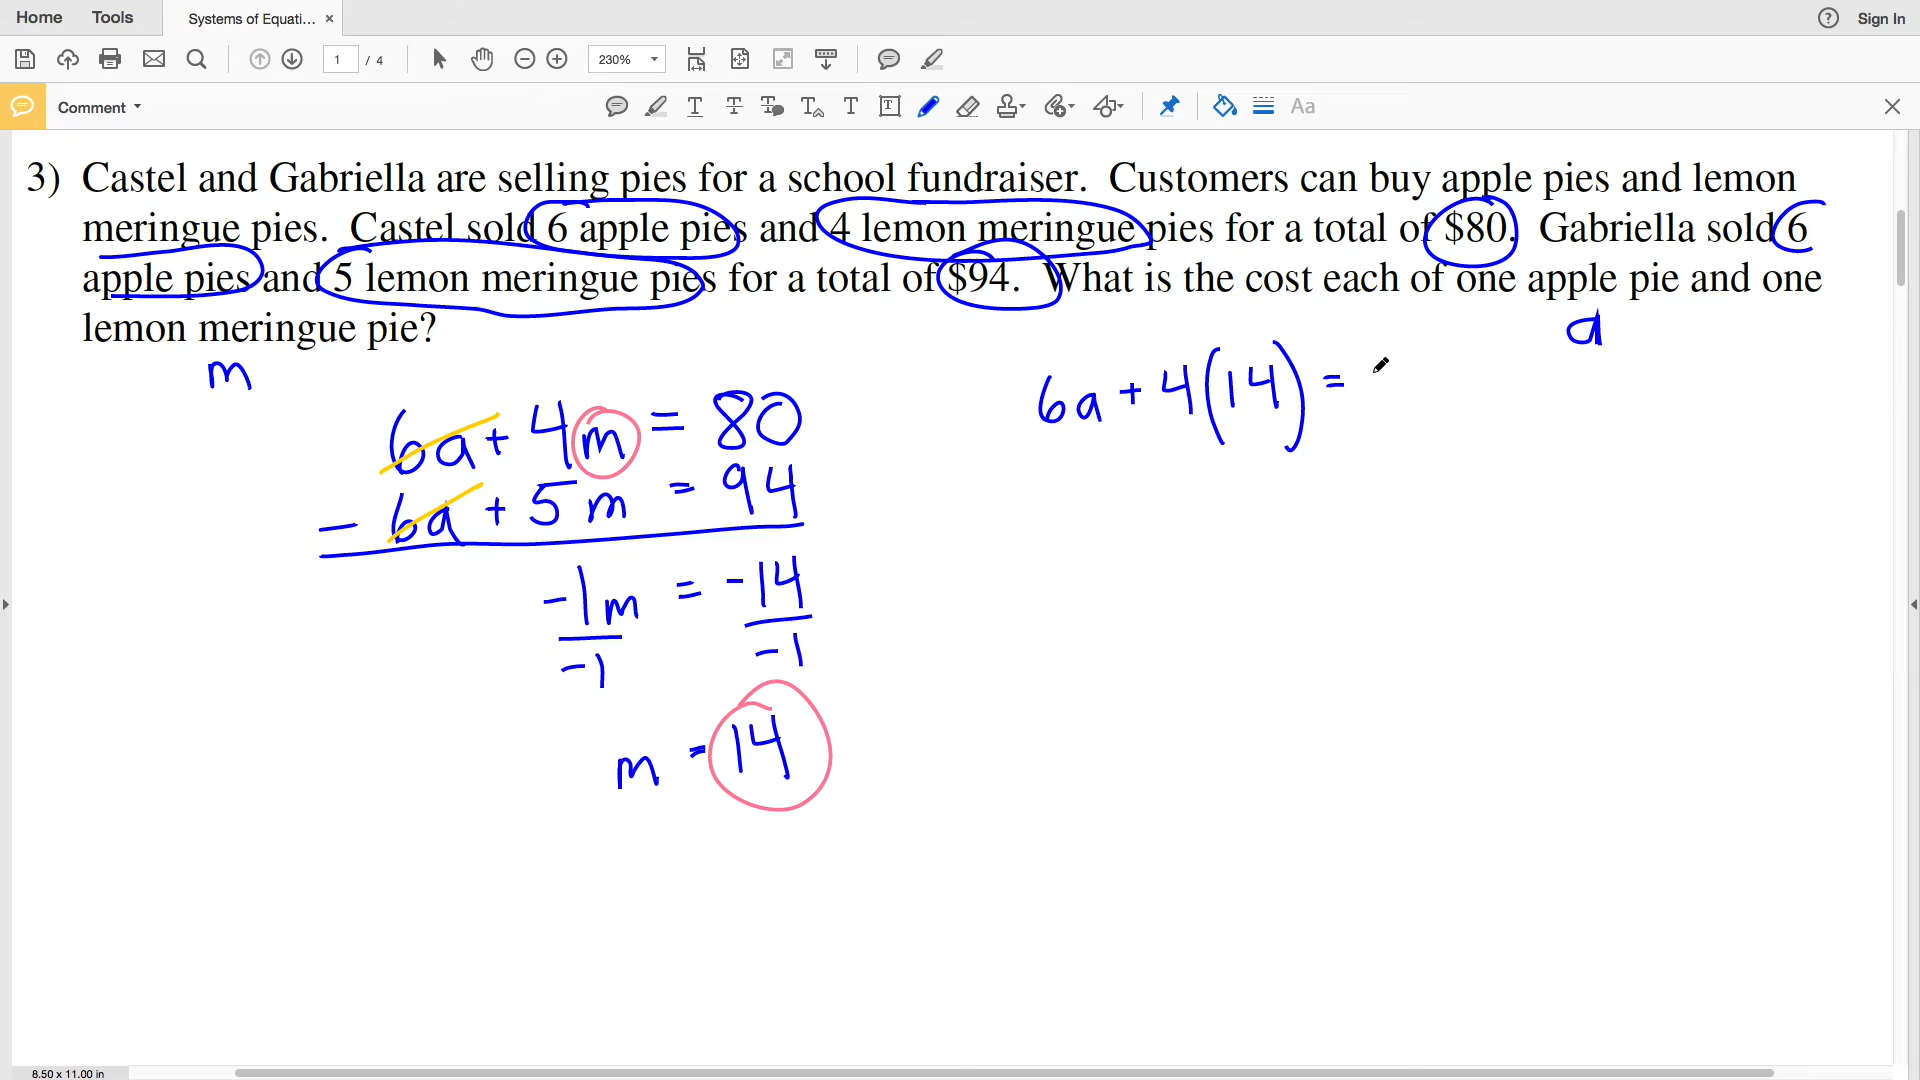 Home Tools Systems of Equati... × ? Sign In
1 / 4 230%
Comment T T T T T T Aa
3) Castel and Gabriella are selling pies for a school fundraiser. Customers can buy apple pies and lemon
meringue pies. Castel sold 6 apple pies and 4 lemon meringue pies for a total of $80. Gabriella sold 6
apple pies and 5 lemon meringue pies for a total of $94. What is the cost each of one apple pie and one
lemon meringue pie?
a
m
6a + 4m = 80
- 6a + 5m = 94
-1m = -14
-1 -1
m = 14
6a + 4(14) =
8.50 x 11.00 in